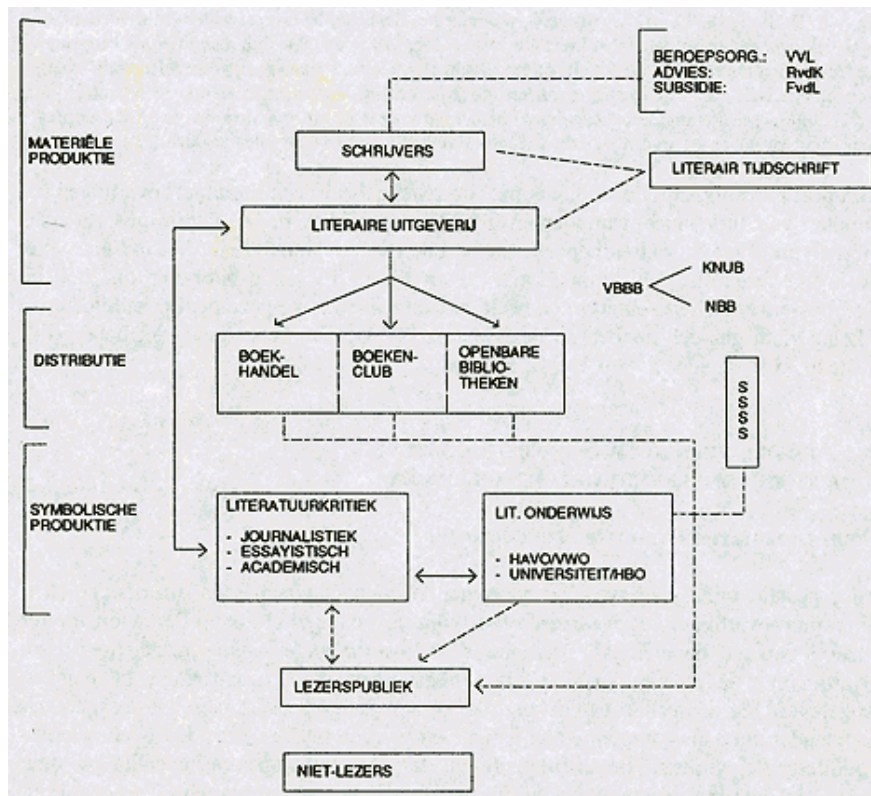 BEROEPSORG.: VVL
ADVIES: RvdK
SUBSIDIE: FvdL
MATERIËLE
PRODUKTIE
SCHRIJVERS
LITERAIR TIJDSCHRIFT
LITERAIRE UITGEVERIJ
KNUB
VBBB
NBB
DISTRIBUTIE
BOEK-
HANDEL
BOEKEN-
CLUB
OPENBARE
BIBLIO-
THEKEN
S
S
S
S
SYMBOLISCHE
PRODUKTIE
LITERATUURKRITIEK
- JOURNALISTIEK
- ESSAYISTISCH
- ACADEMISCH
LIT. ONDERWIJS
- HAVO/VWO
- UNIVERSITEIT/HBO
LEZERSPUBLIEK
NIET-LEZERS